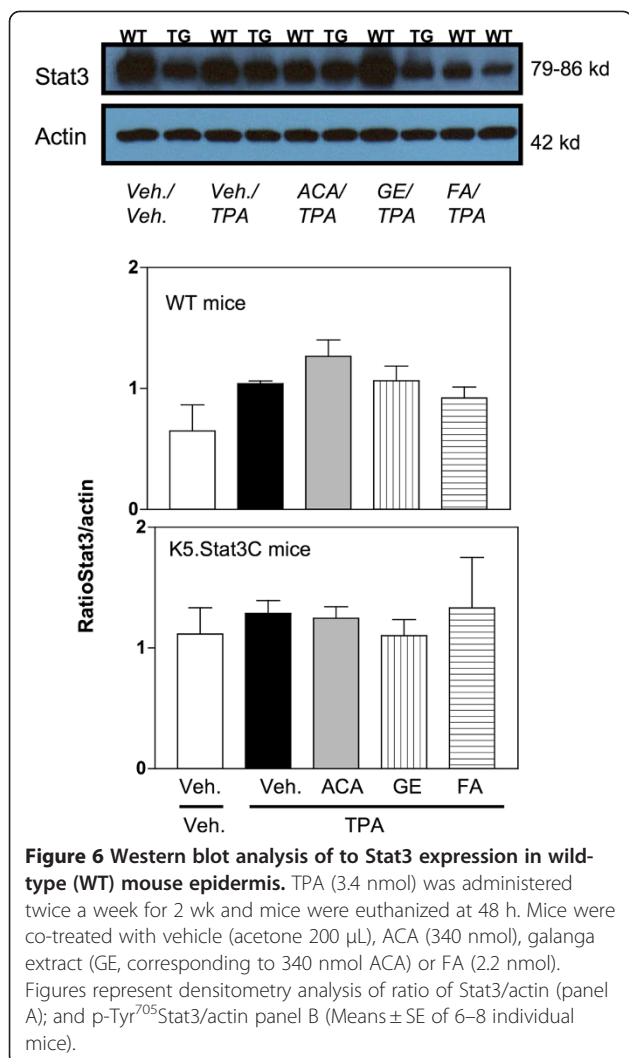 WT TG WT TG WT TG WT TG WT WT
Stat3
79-86 kd
Actin
42 kd
Veh./ Veh./ ACA/ GE/ FA/
Veh. TPA TPA TPA TPA
2
WT mice
1
0
2
K5.Stat3C mice
1
0
RatioStat3/actin
Veh. Veh. ACA GE FA
Veh. TPA
Figure 6 Western blot analysis of to Stat3 expression in wild-
type (WT) mouse epidermis. TPA (3.4 nmol) was administered
twice a week for 2 wk and mice were euthanized at 48 h. Mice were
co-treated with vehicle (acetone 200 μL), ACA (340 nmol), galanga
extract (GE, corresponding to 340 nmol ACA) or FA (2.2 nmol).
Figures represent densitometry analysis of ratio of Stat3/actin (panel
A); and p-Tyr⁷⁰⁵Stat3/actin panel B (Means ± SE of 6–8 individual
mice).